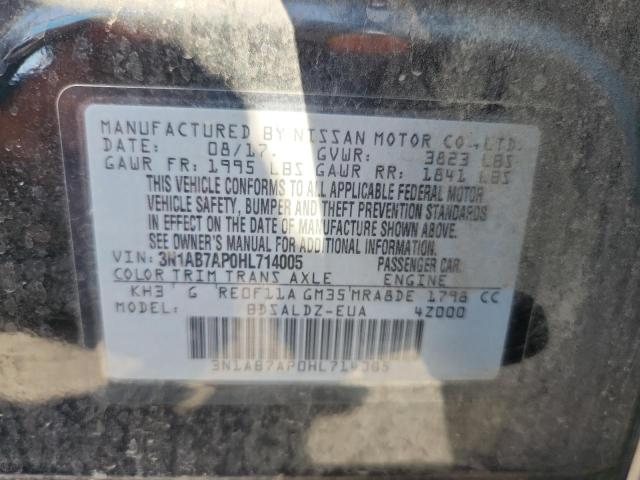 MANUFACTURED BY NISSAN MOTOR CO., LTD.
DATE: 08/17. GVWR: 3823 LBS
GAWR FR: 1995 LBS GAWR RR: 1841 LBS
THIS VEHICLE CONFORMS TO ALL APPLICABLE FEDERAL MOTOR
VEHICLE SAFETY, BUMPER AND THEFT PREVENTION STANDARDS
IN EFFECT ON THE DATE OF MANUFACTURE SHOWN ABOVE.
SEE OWNER'S MANUAL FOR ADDITIONAL INFORMATION
VIN: 3N1AB7AP0HL714005 PASSENGER CAR
COLOR TRIM TRANS AXLE ENGINE
KH3 G RE0F11A GM35 MRA8DE 1798 CC
MODEL: BDSALDZ-EUA 4Z000
3N1AB7AP0HL714005